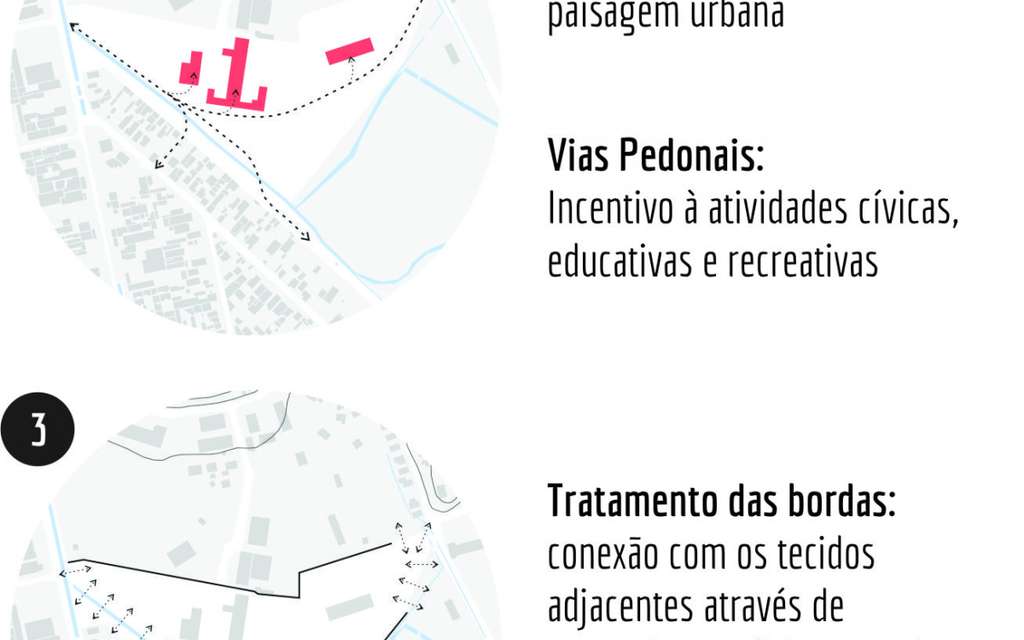 paisagem urbana
Vias Pedonais:
Incentivo à atividades cívicas,
educativas e recreativas
3
Tratamento das bordas:
conexão com os tecidos
adjacentes através de